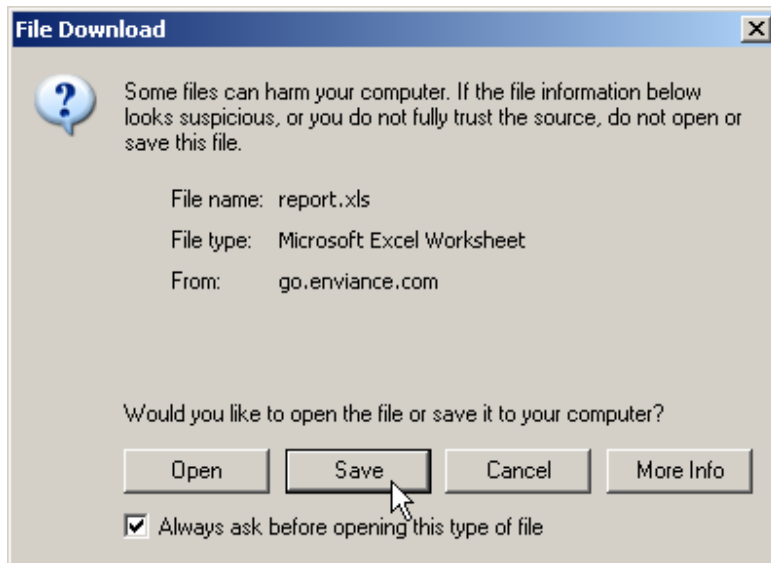 File Download
Some files can harm your computer. If the file information below
looks suspicious, or you do not fully trust the source, do not open or
save this file.
File name: report.xls
File type: Microsoft Excel Worksheet
From: go.enviance.com
Would you like to open the file or save it to your computer?
Open Save Cancel More Info
Always ask before opening this type of file